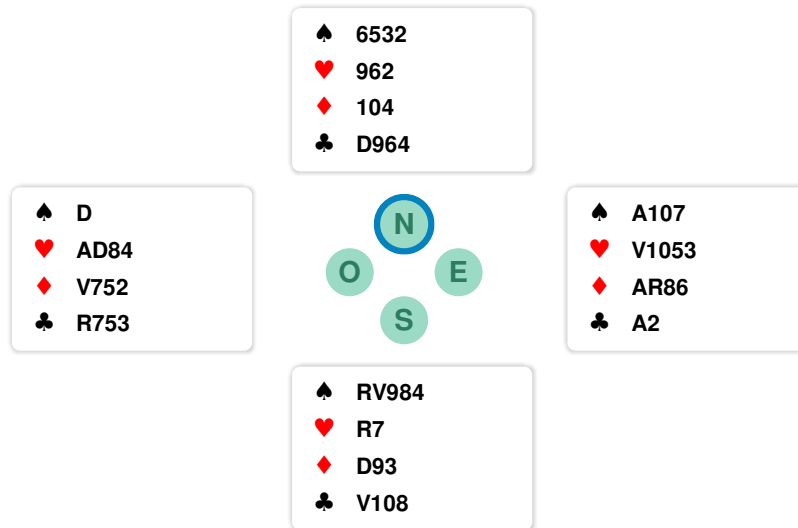 ♠ 6532
♥ 962
♦ 104
♣ D964
♠ D
♥ AD84
♦ V752
♣ R753
N
O E
S
♠ A107
♥ V1053
♦ AR86
♣ A2
♠ RV984
♥ R7
♦ D93
♣ V108